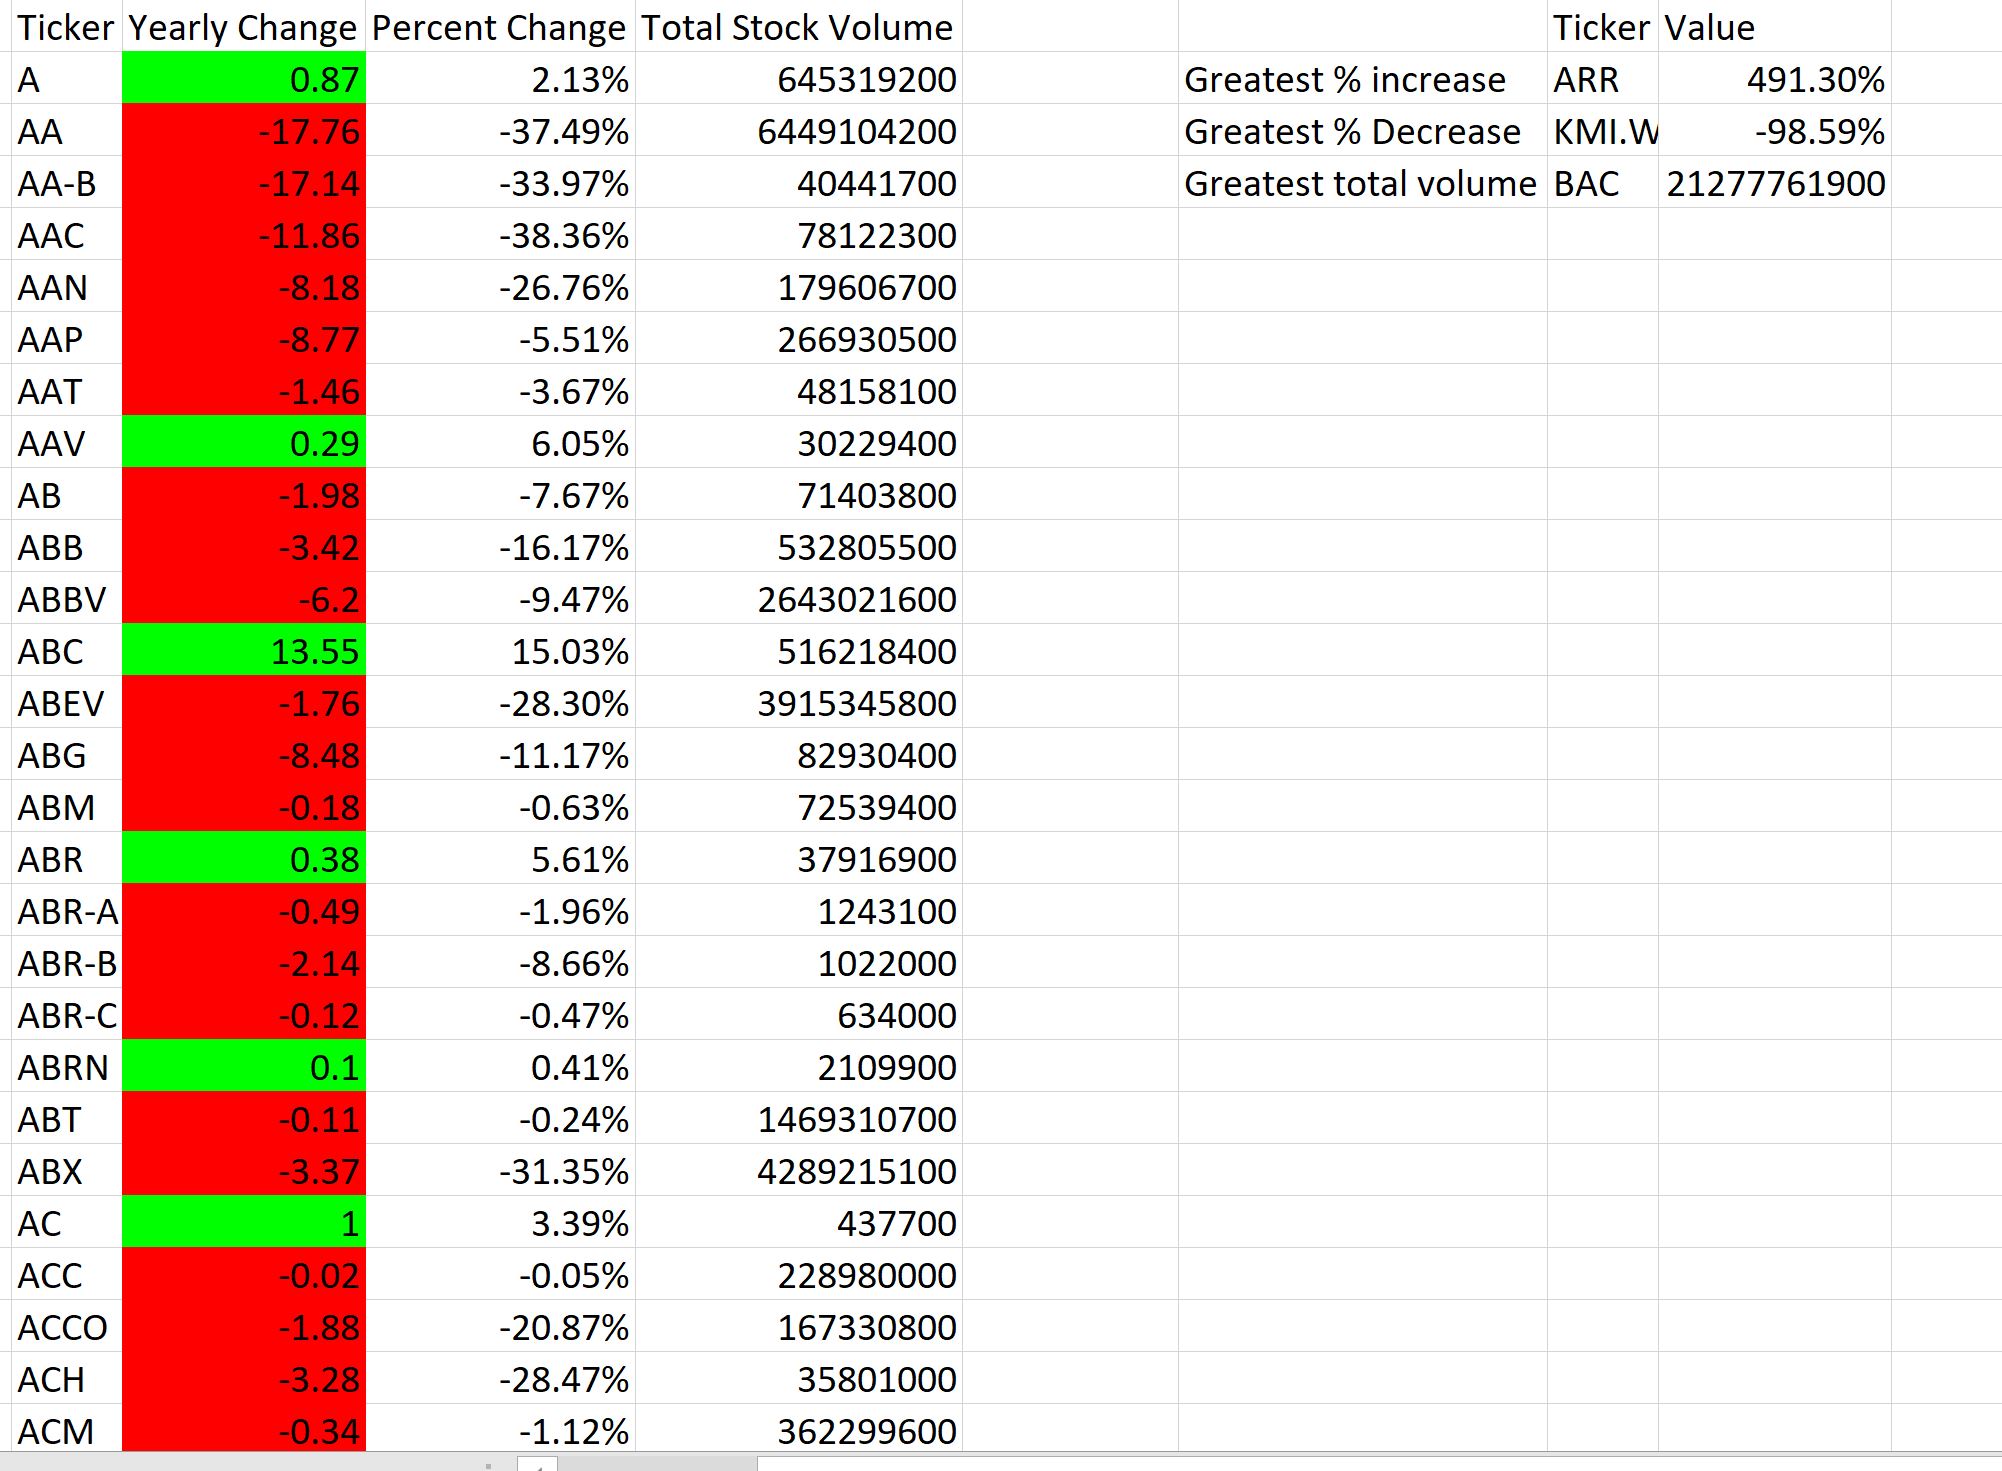 Ticker Yearly Change Percent Change Total Stock Volume Ticker Value
A 0.87 2.13% 645319200 Greatest % increase ARR 491.30%
AA -17.76 -37.49% 6449104200 Greatest % Decrease KMI.W -98.59%
AA-B -17.14 -33.97% 40441700 Greatest total volume BAC 21277761900
AAC -11.86 -38.36% 78122300
AAN -8.18 -26.76% 179606700
AAP -8.77 -5.51% 266930500
AAT -1.46 -3.67% 48158100
AAV 0.29 6.05% 30229400
AB -1.98 -7.67% 71403800
ABB -3.42 -16.17% 532805500
ABBV -6.2 -9.47% 2643021600
ABC 13.55 15.03% 516218400
ABEV -1.76 -28.30% 3915345800
ABG -8.48 -11.17% 82930400
ABM -0.18 -0.63% 72539400
ABR 0.38 5.61% 37916900
ABR-A -0.49 -1.96% 1243100
ABR-B -2.14 -8.66% 1022000
ABR-C -0.12 -0.47% 634000
ABRN 0.1 0.41% 2109900
ABT -0.11 -0.24% 1469310700
ABX -3.37 -31.35% 4289215100
AC 1 3.39% 437700
ACC -0.02 -0.05% 228980000
ACCO -1.88 -20.87% 167330800
ACH -3.28 -28.47% 35801000
ACM -0.34 -1.12% 362299600